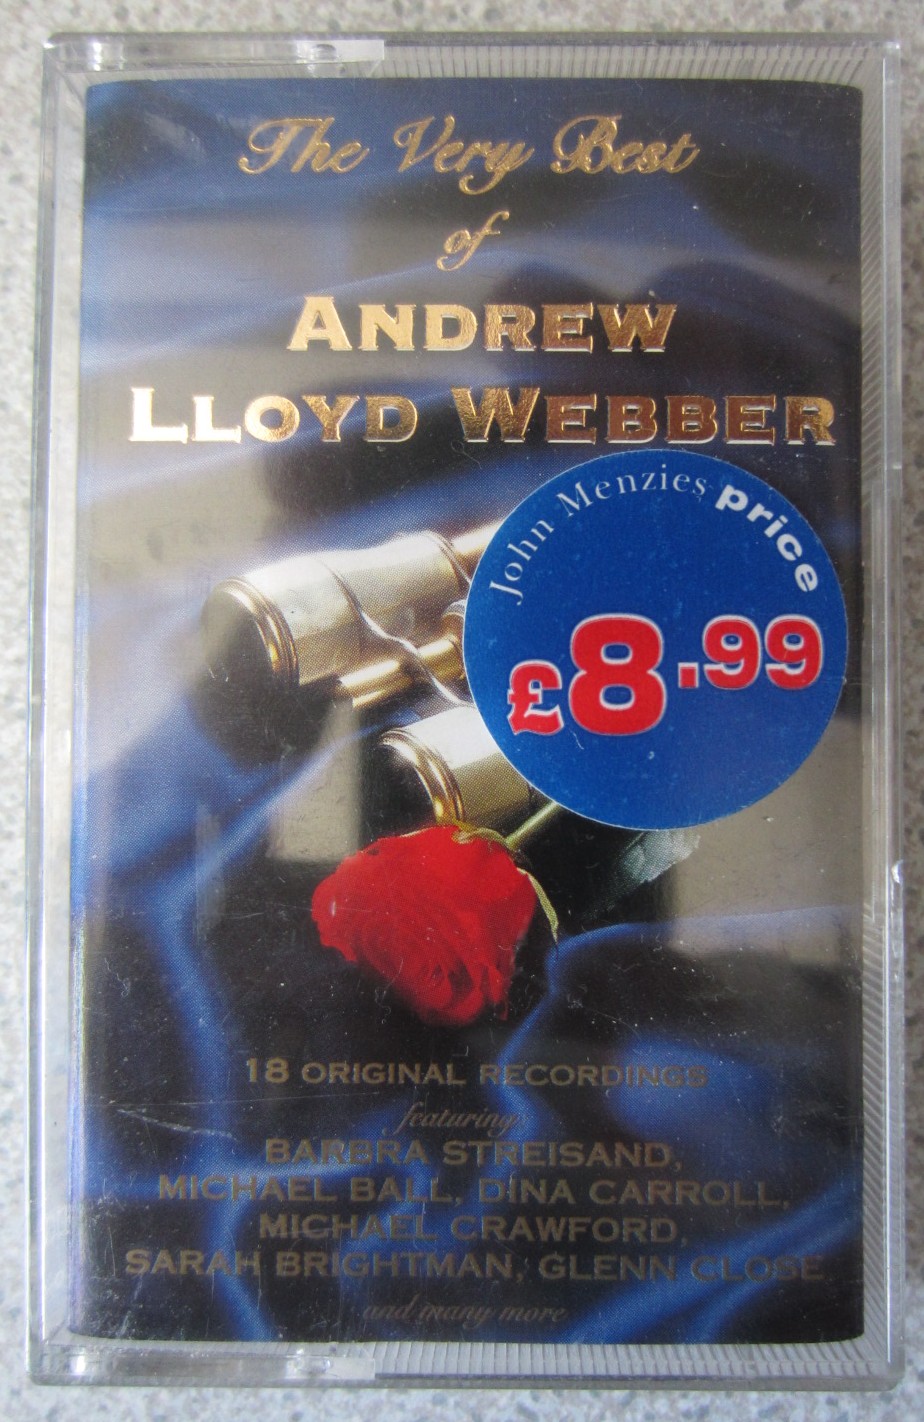 The Very Best
of
ANDREW
LLOYD WEBBER
John Menzies price
£8.99
18 ORIGINAL RECORDINGS
featuring
BARBRA STREISAND,
MICHAEL BALL, DINA CARROLL,
MICHAEL CRAWFORD,
SARAH BRIGHTMAN, GLENN CLOSE
and many more